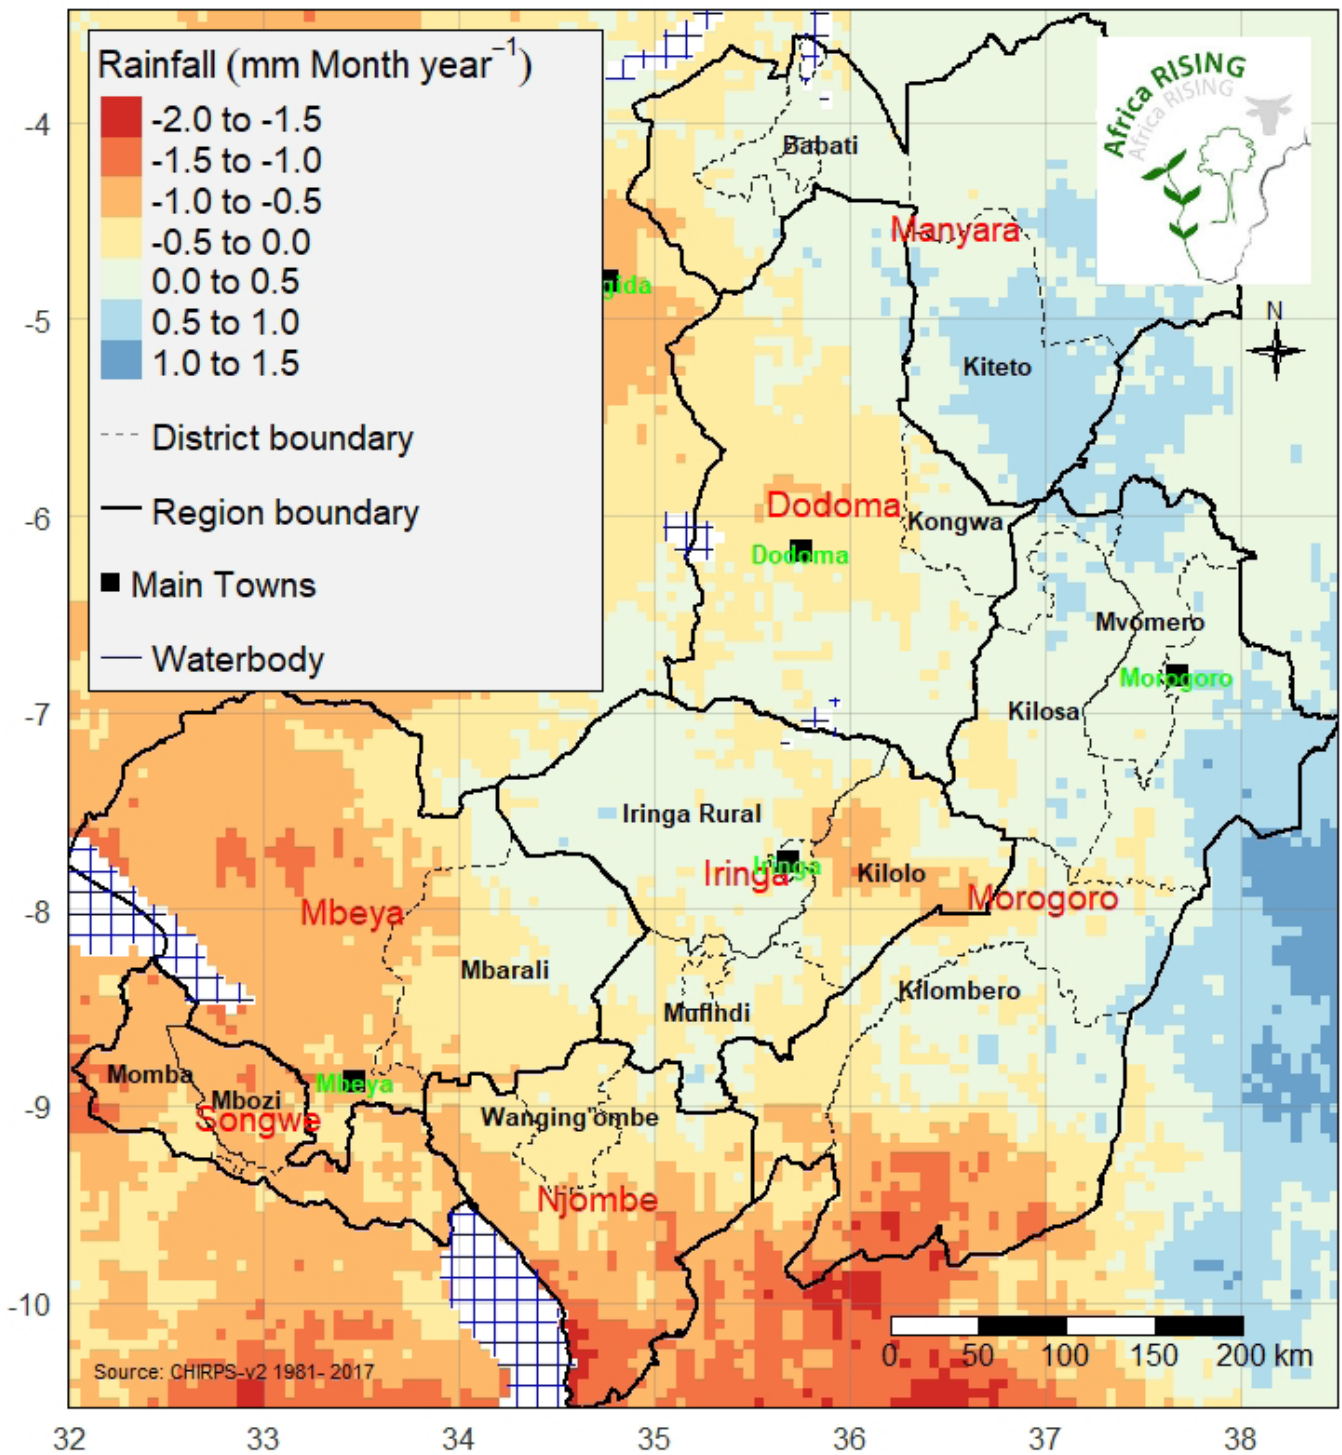 Rainfall (mm Month year⁻¹)
-2.0 to -1.5
-1.5 to -1.0
-1.0 to -0.5
-0.5 to 0.0
0.0 to 0.5
0.5 to 1.0
1.0 to 1.5
District boundary
Region boundary
Main Towns
Waterbody
Africa RISING
Africa RISING
N
Babati
Manyara
gida
Kiteto
Dodoma
Kongwa
Dodoma
Mvomero
Morogoro
Kilosa
Iringa Rural
Iringa
Iringa
Kilolo
Morogoro
Mbeya
Mbarali
Kilombero
Mufindi
Momba
Mbeya
Mbozi
Songwe
Wanging'ombe
Njombe
0 50 100 150 200 km
Source: CHIRPS-v2 1981- 2017
-4
-5
-6
-7
-8
-9
-10
32 33 34 35 36 37 38